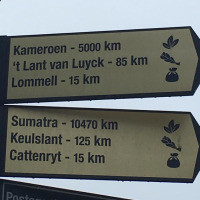 Kameroen - 5000 km
't Lant van Luyck - 85 km
Lommell - 15 km
Sumatra - 10470 km
Keulslant - 125 km
Cattenryt - 15 km